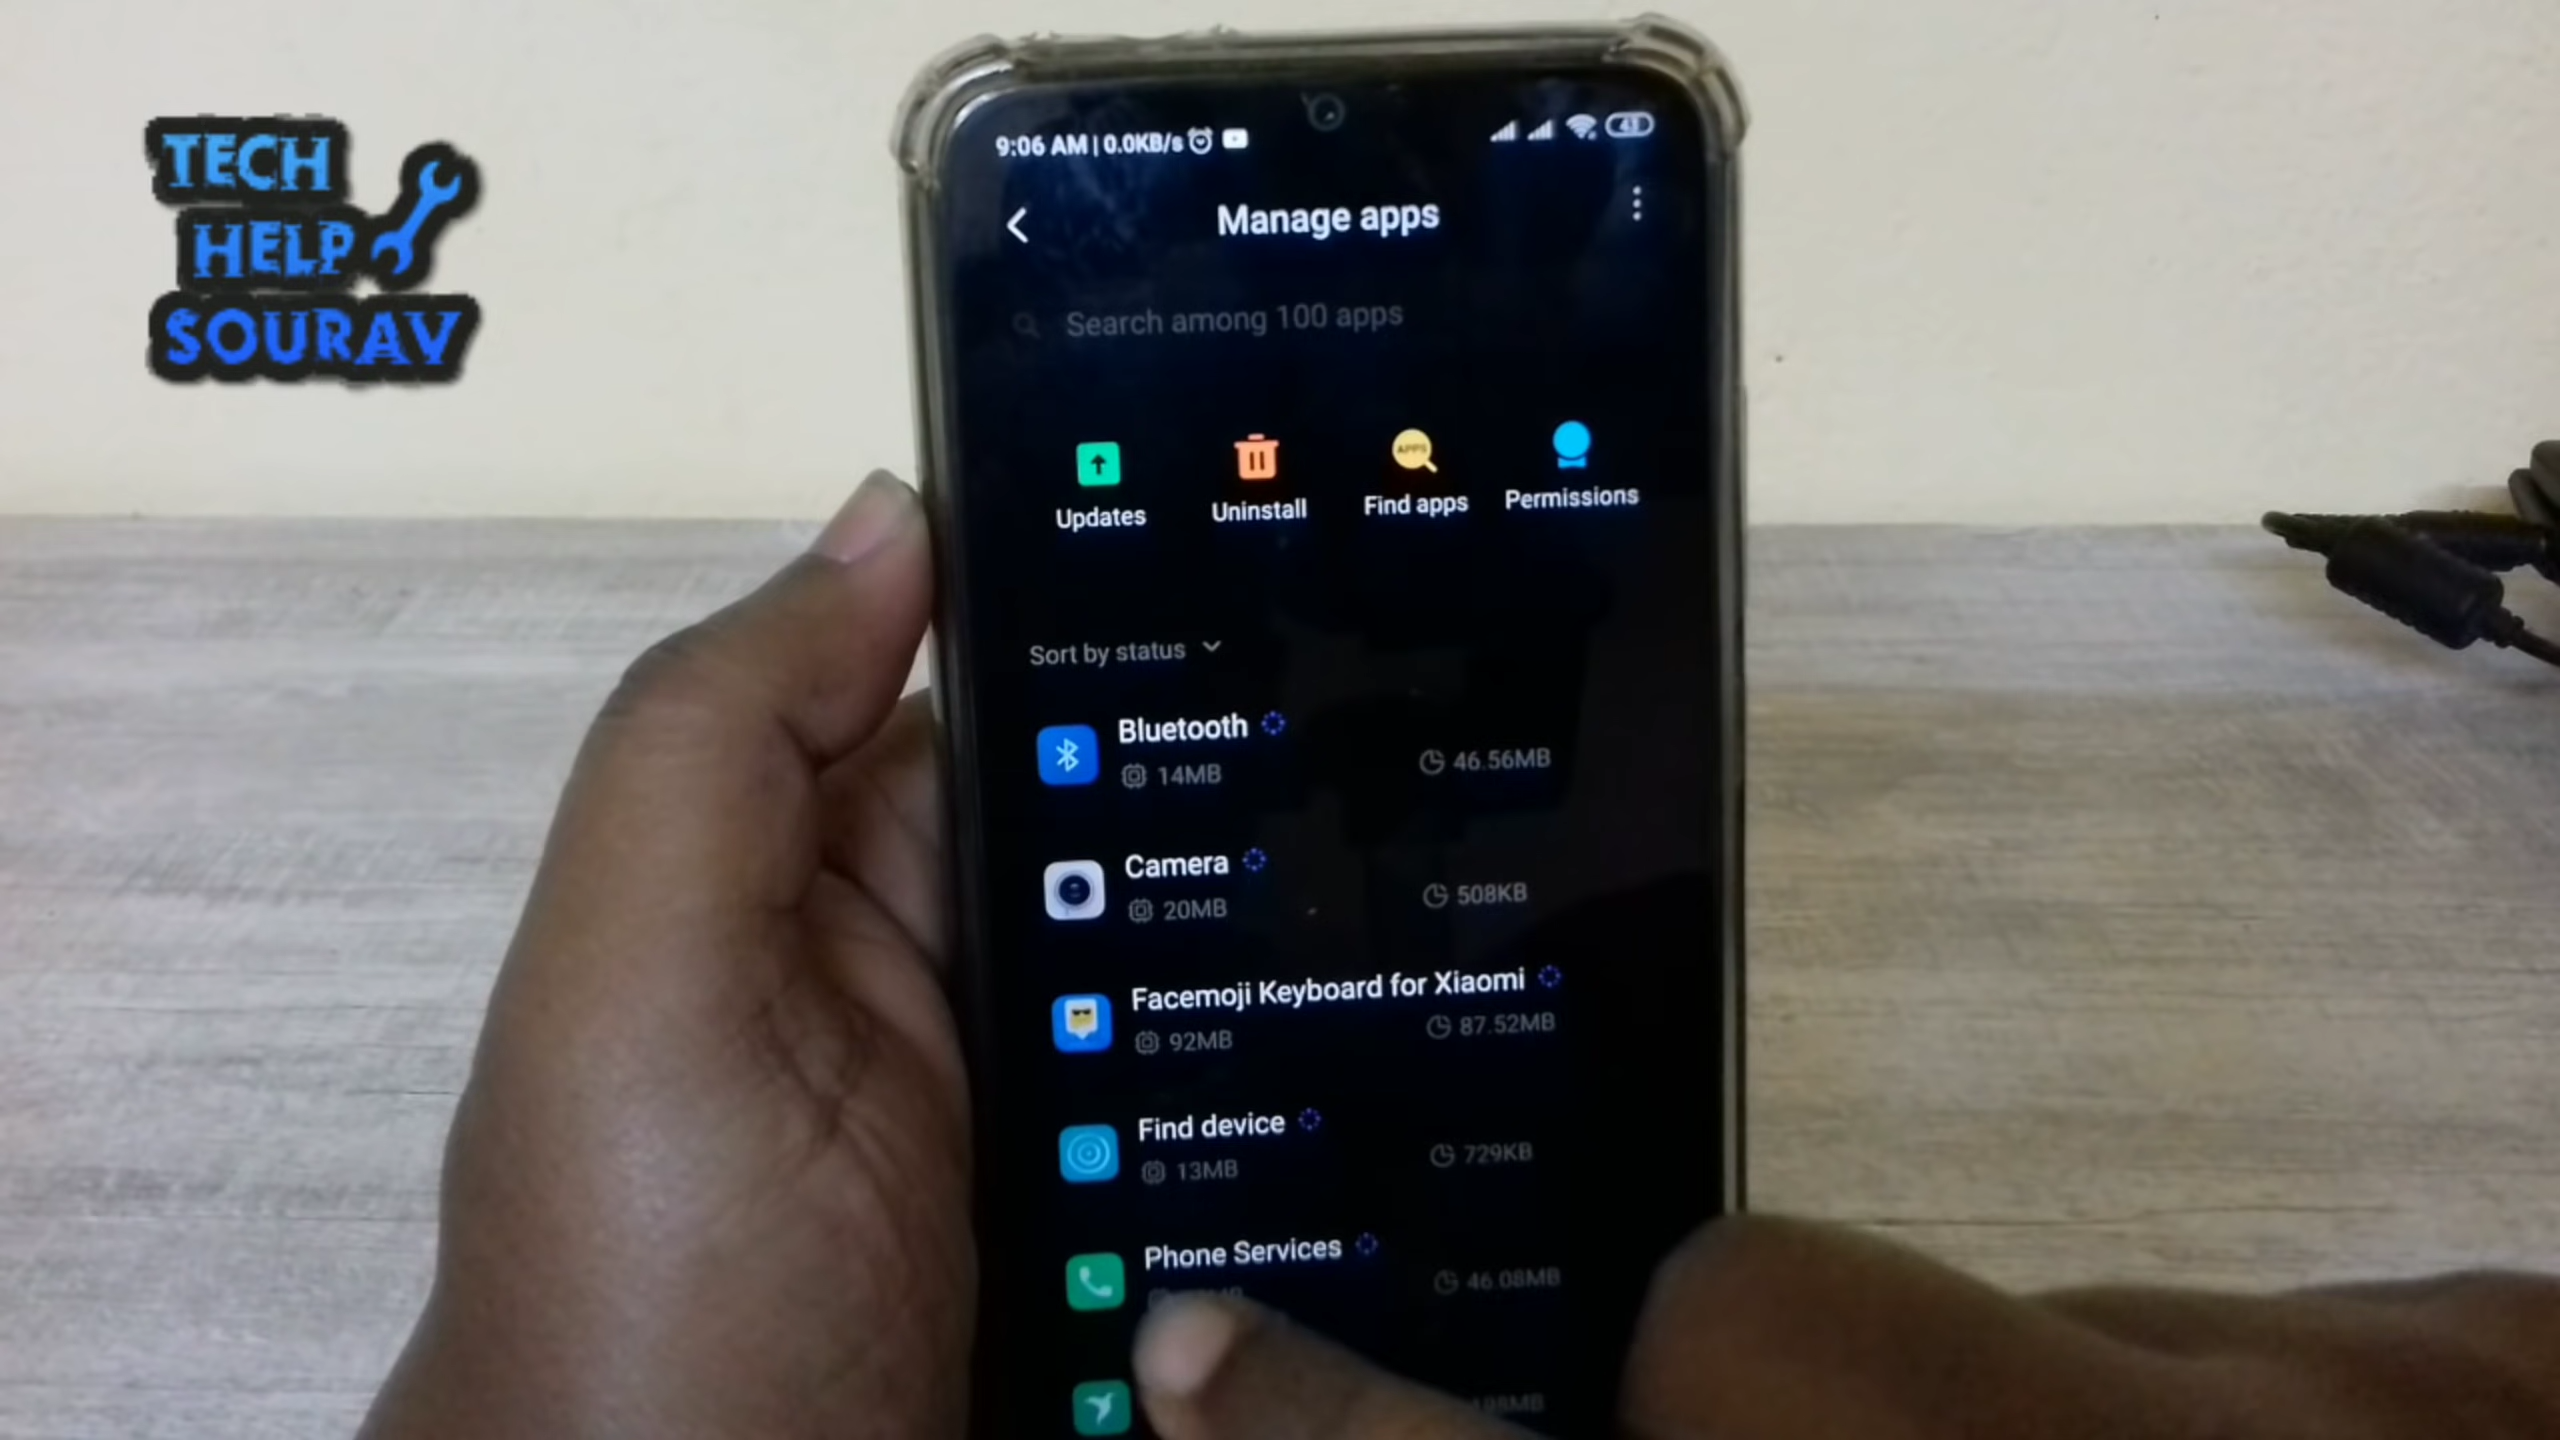 TECH
HELP
SOURAV
9:06 AM | 0.0KB/s
43
Manage apps
Search among 100 apps
Updates
Uninstall
APPS
Find apps
Permissions
Sort by status
Bluetooth
14MB
46.56MB
Camera
20MB
508KB
Facemoji Keyboard for Xiaomi
92MB
87.52MB
Find device
13MB
729KB
Phone Services
46.08MB